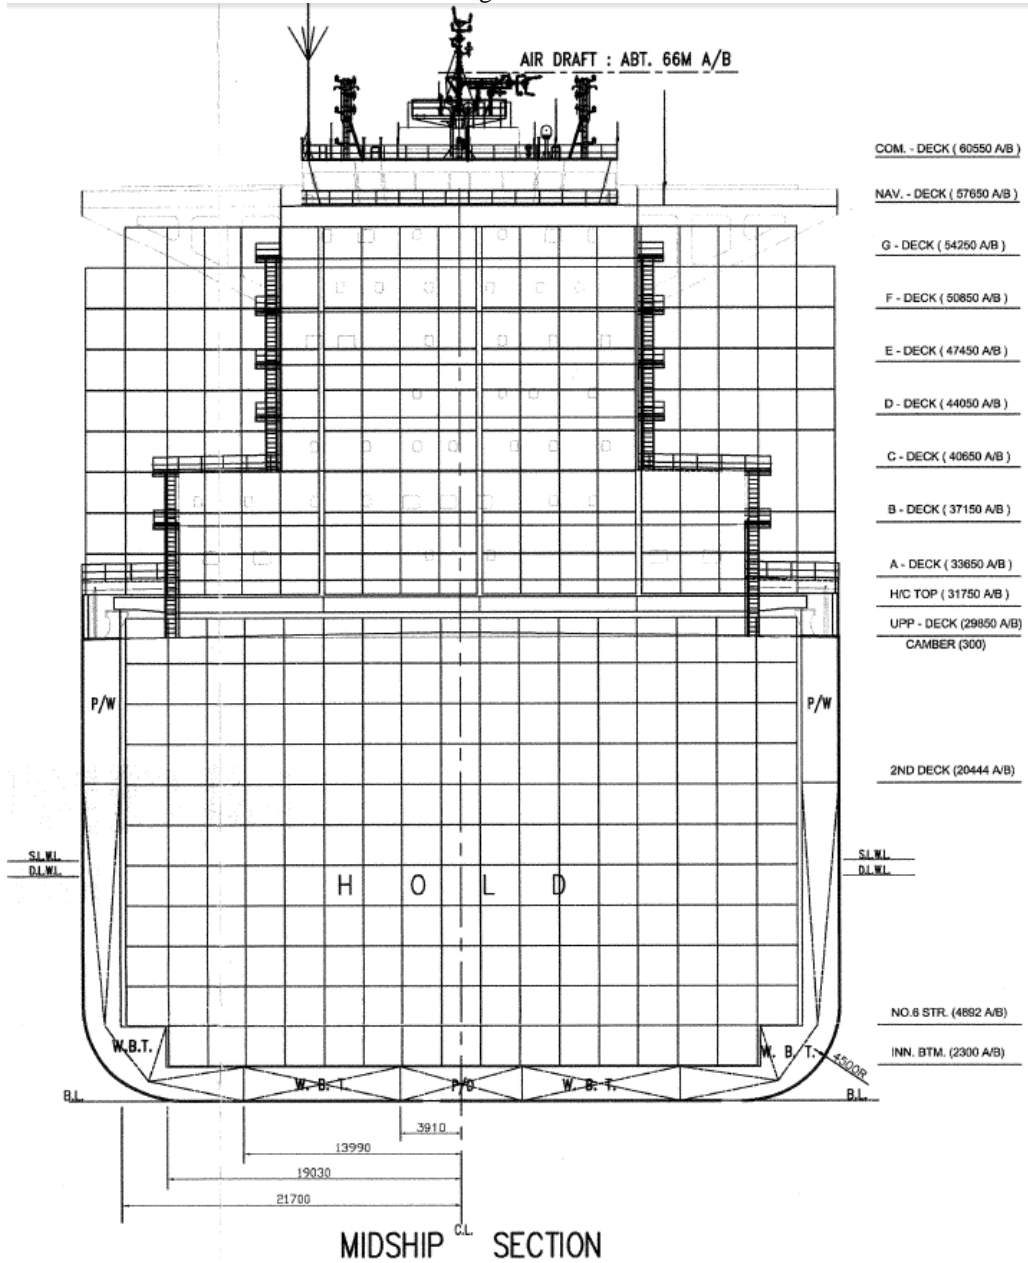 AIR DRAFT : ABT. 66M A/B
COM. - DECK ( 60550 A/B )
NAV. - DECK ( 57650 A/B )
G - DECK ( 54250 A/B )
F - DECK ( 50850 A/B )
E - DECK ( 47450 A/B )
D - DECK ( 44050 A/B )
C - DECK ( 40650 A/B )
B - DECK ( 37150 A/B )
A - DECK ( 33650 A/B )
H/C TOP ( 31750 A/B )
UPP - DECK (29850 A/B)
CAMBER (300)
P/W
P/W
2ND DECK (20444 A/B)
S.L.W.L.
D.L.W.L.
S.L.W.L.
D.L.W.L.
H O L D
NO.6 STR. (4892 A/B)
W.B.T.
W. B. T.
4500R
INN. BTM. (2300 A/B)
W. B. T.
P/D
W. B. T.
B.L.
B.L.
3910
13990
19030
21700
C.L.
MIDSHIP SECTION